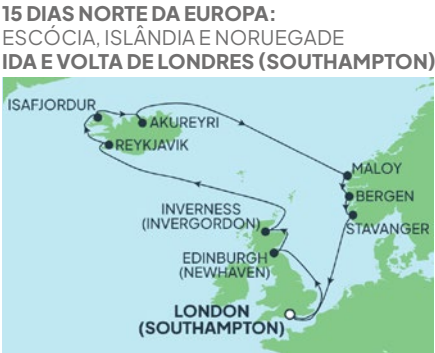 15 DIAS NORTE DA EUROPA:
ESCÓCIA, ISLÂNDIA E NORUEGADE
IDA E VOLTA DE LONDRES (SOUTHAMPTON)
ISAFJORDUR
AKUREYRI
REYKJAVIK
MALOY
BERGEN
STAVANGER
INVERNESS
(INVERGORDON)
EDINBURGH
(NEWHAVEN)
LONDON
(SOUTHAMPTON)